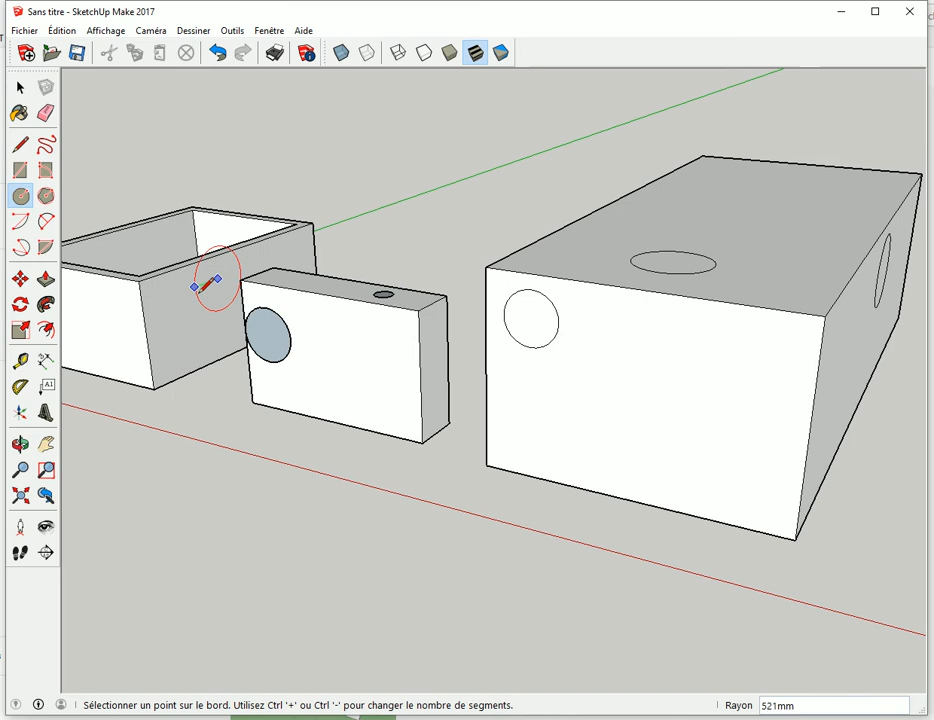 Sans titre - SketchUp Make 2017
Fichier Édition Affichage Caméra Dessiner Outils Fenêtre Aide
A1
Sélectionner un point sur le bord. Utilisez Ctrl '+' ou Ctrl '-' pour changer le nombre de segments. Rayon 521mm